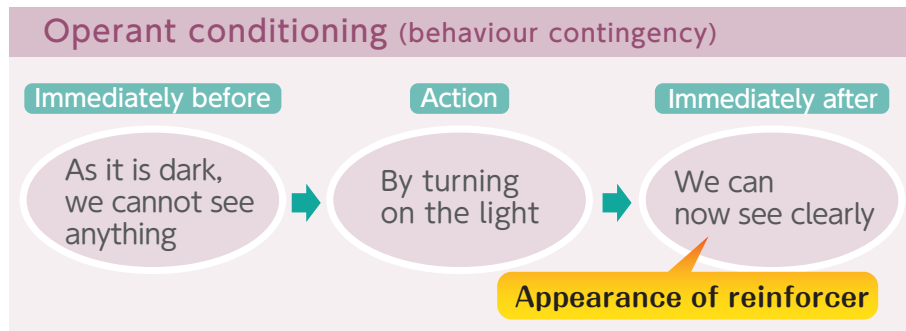 Operant conditioning (behaviour contingency)
Immediately before
Action
Immediately after
As it is dark,
we cannot see
anything
By turning
on the light
We can
now see clearly
Appearance of reinforcer